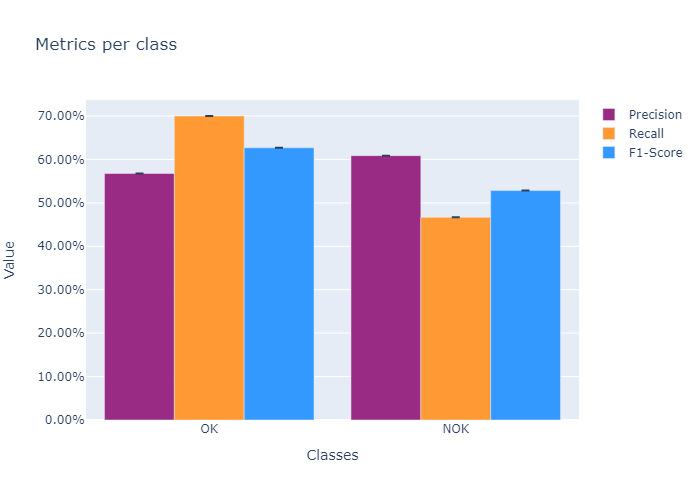 Metrics per class
Precision
Recall
F1-Score
70.00%
60.00%
50.00%
40.00%
30.00%
20.00%
10.00%
0.00%
Value
OK
NOK
Classes